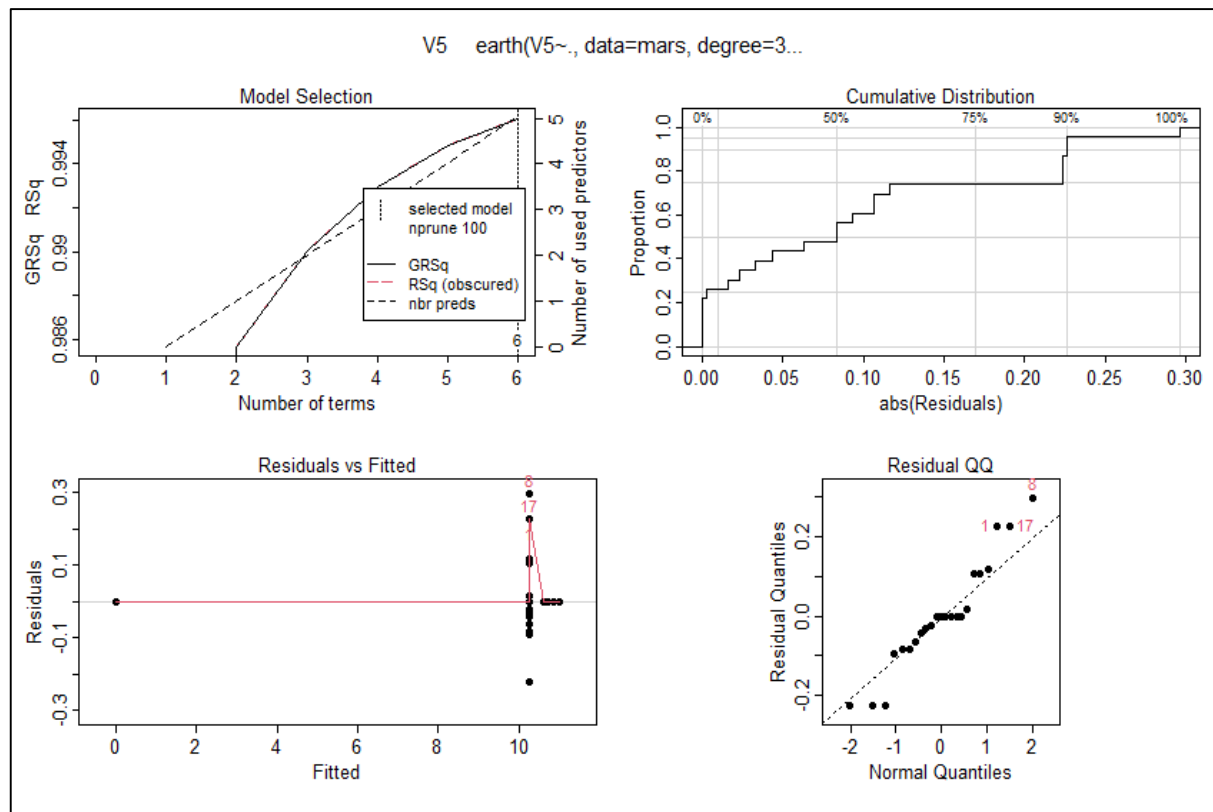 V5 earth(V5~., data=mars, degree=3...
Model Selection
GRSq RSq
0.986 0.99 0.994
Number of used predictors
0 1 2 3 4 5
selected model
nprune 100
GRSq
RSq (obscured)
nbr preds
6
0 1 2 3 4 5 6
Number of terms
Cumulative Distribution
0% 50% 75% 90% 100%
Proportion
0.0 0.2 0.4 0.6 0.8 1.0
0.00 0.05 0.10 0.15 0.20 0.25 0.30
abs(Residuals)
Residuals vs Fitted
8
17
Residuals
-0.3 -0.1 0.1 0.3
0 2 4 6 8 10
Fitted
Residual QQ
8
1 17
Residual Quantiles
-0.2 0.0 0.2
-2 -1 0 1 2
Normal Quantiles